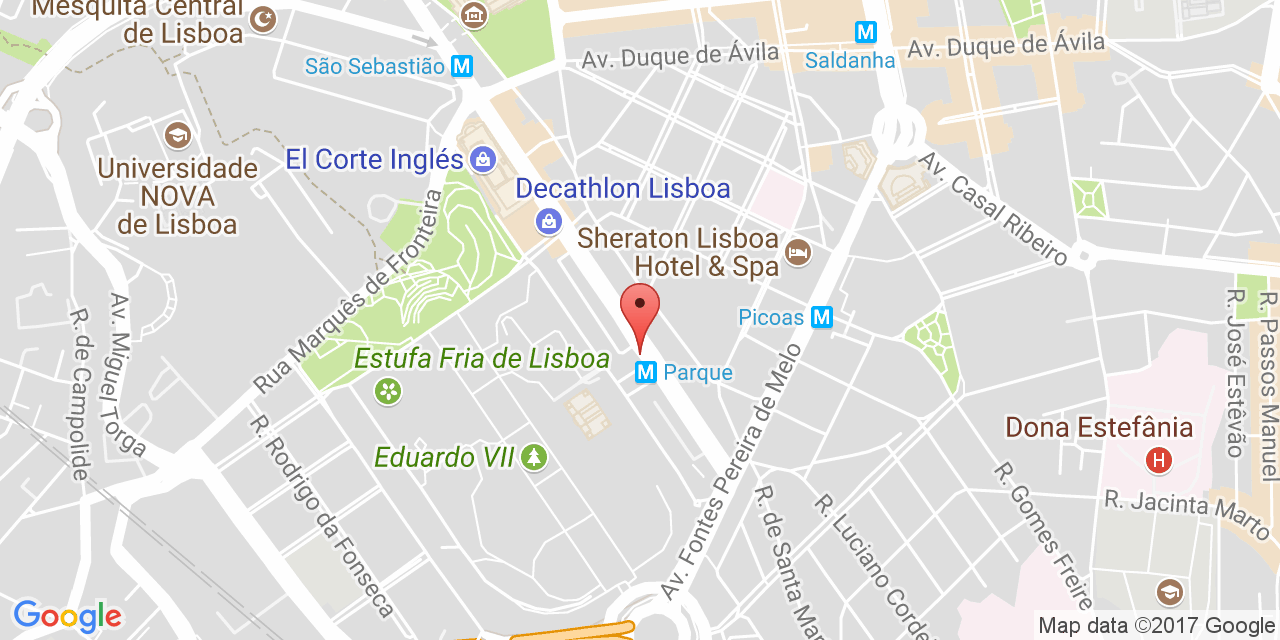 Mesquita Central
de Lisboa
São Sebastião M
Av. Duque de Ávila
M
Saldanha
Av. Duque de Ávila
Universidade
NOVA
de Lisboa
El Corte Inglés
Decathlon Lisboa
Av. Casal Ribeiro
Sheraton Lisboa
Hotel & Spa
Rua Marquês de Fronteira
Picoas M
Av. Miguel Torga
R. de Campolide
Estufa Fria de Lisboa
M Parque
R. José Estêvão
R. Passos Manuel
Eduardo VII
Av. Fontes Pereira de Melo
Dona Estefânia
H
R. Rodrigo da Fonseca
R. de Santa Mar
R. Luciano Corde
R. Gomes Freire
R. Jacinta Marto
Google
Map data ©2017 Google